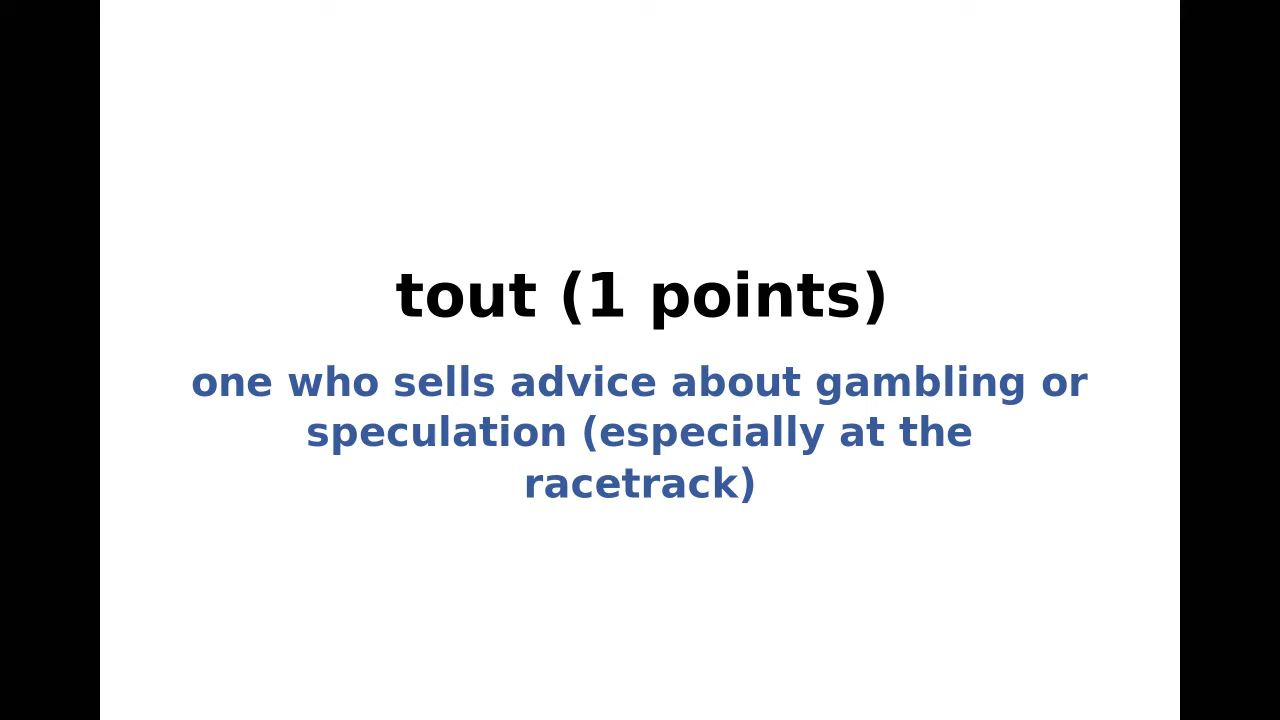 tout (1 points)
one who sells advice about gambling or
speculation (especially at the
racetrack)